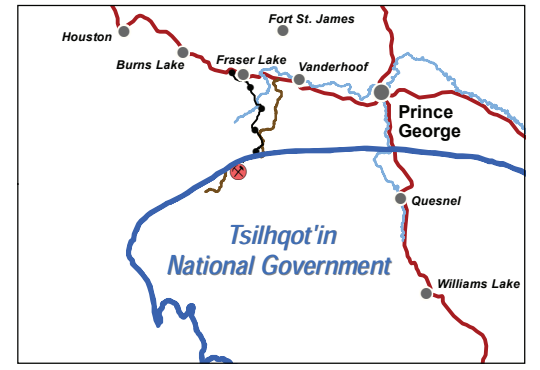 Fort St. James
Houston
Burns Lake
Fraser Lake
Vanderhoof
Prince
George
Quesnel
Tsilhqot'in
National Government
Williams Lake